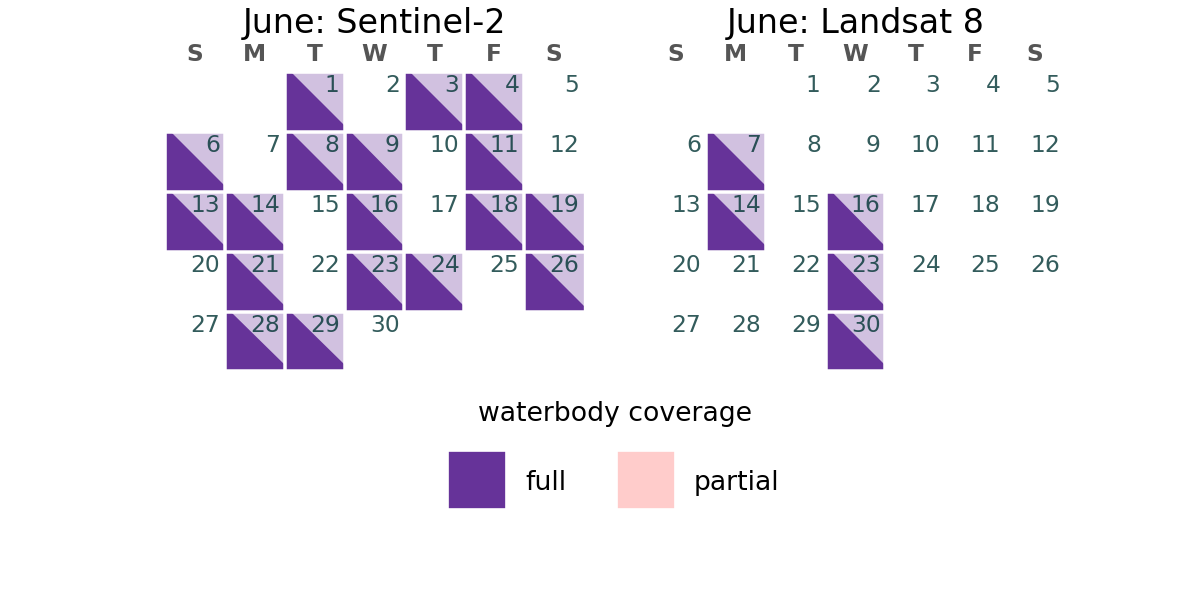 June: Sentinel-2
S M T W T F S
1 2 3 4 5
6 7 8 9 10 11 12
13 14 15 16 17 18 19
20 21 22 23 24 25 26
27 28 29 30
June: Landsat 8
S M T W T F S
1 2 3 4 5
6 7 8 9 10 11 12
13 14 15 16 17 18 19
20 21 22 23 24 25 26
27 28 29 30
waterbody coverage
full partial